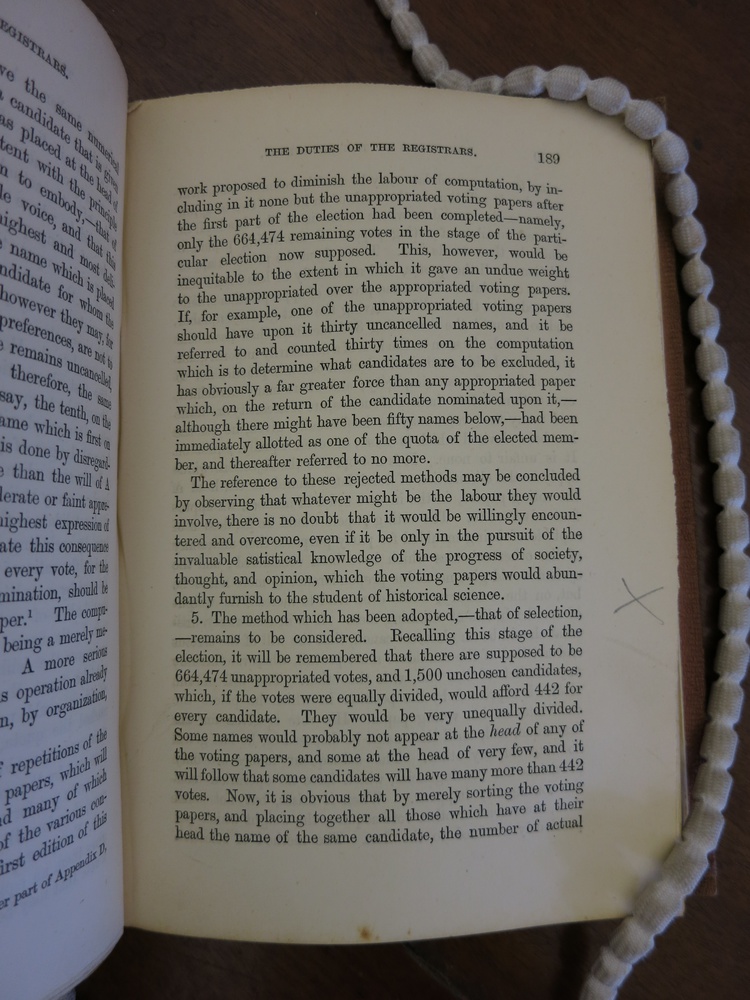 REGISTRARS.
the same numerical
candidate that is given
placed at the head of
with the principle
to embody,—that of
voice, and that this
highest and most deli-
name which is placed
candidate for whom the
however they may, for
preferences, are not to
remains uncancelled,
therefore, the same
say, the tenth, on the
name which is first on
is done by disregard-
than the will of A
or faint appre-
highest expression of
this consequence
every vote, for the
should be
The compu-
being a merely me-
A more serious
operation already
by organization,
repetitions of the
papers, which will
many of which
of the various con-
first edition of this
part of Appendix D,
THE DUTIES OF THE REGISTRARS. 189
work proposed to diminish the labour of computation, by in-
cluding in it none but the unappropriated voting papers after
the first part of the election had been completed—namely,
only the 664,474 remaining votes in the stage of the parti-
cular election now supposed. This, however, would be
inequitable to the extent in which it gave an undue weight
to the unappropriated over the appropriated voting papers.
If, for example, one of the unappropriated voting papers
should have upon it thirty uncancelled names, and it be
referred to and counted thirty times on the computation
which is to determine what candidates are to be excluded, it
has obviously a far greater force than any appropriated paper
which, on the return of the candidate nominated upon it,—
although there might have been fifty names below,—had been
immediately allotted as one of the quota of the elected mem-
ber, and thereafter referred to no more.
The reference to these rejected methods may be concluded
by observing that whatever might be the labour they would
involve, there is no doubt that it would be willingly encoun-
tered and overcome, even if it be only in the pursuit of the
invaluable satistical knowledge of the progress of society,
thought, and opinion, which the voting papers would abun-
dantly furnish to the student of historical science.
5. The method which has been adopted,—that of selection,
—remains to be considered. Recalling this stage of the
election, it will be remembered that there are supposed to be
664,474 unappropriated votes, and 1,500 unchosen candidates,
which, if the votes were equally divided, would afford 442 for
every candidate. They would be very unequally divided.
Some names would probably not appear at the head of any of
the voting papers, and some at the head of very few, and it
will follow that some candidates will have many more than 442
votes. Now, it is obvious that by merely sorting the voting
papers, and placing together all those which have at their
head the name of the same candidate, the number of actual